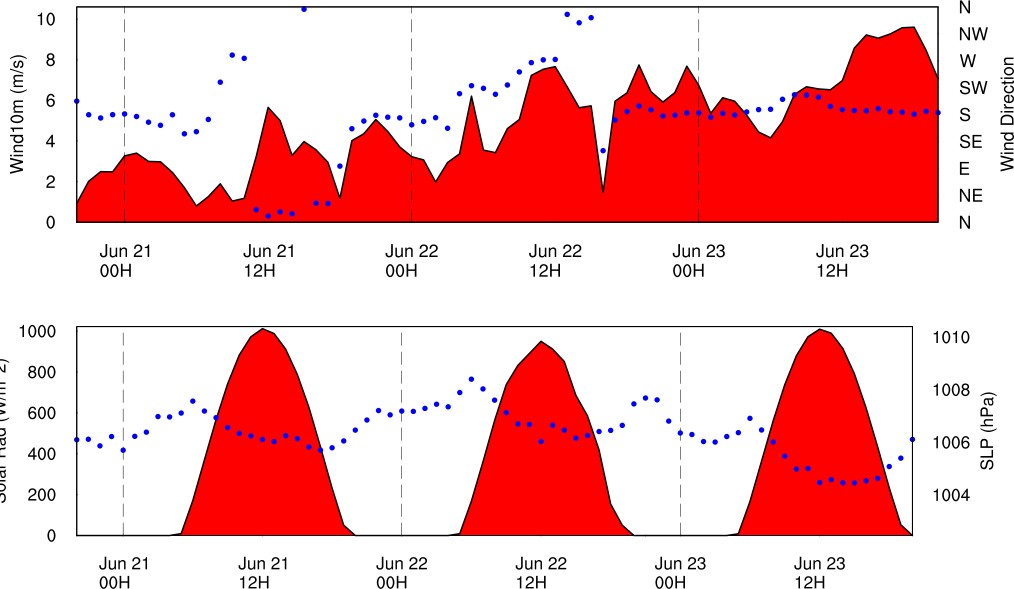 10
8
6
4
2
0
Wind10m (m/s)
N
NW
W
SW
S
SE
E
NE
N
Wind Direction
Jun 21 00H
Jun 21 12H
Jun 22 00H
Jun 22 12H
Jun 23 00H
Jun 23 12H
1000
800
600
400
200
0
Solar Rad (W/m^2)
1010
1008
1006
1004
SLP (hPa)
Jun 21 00H
Jun 21 12H
Jun 22 00H
Jun 22 12H
Jun 23 00H
Jun 23 12H